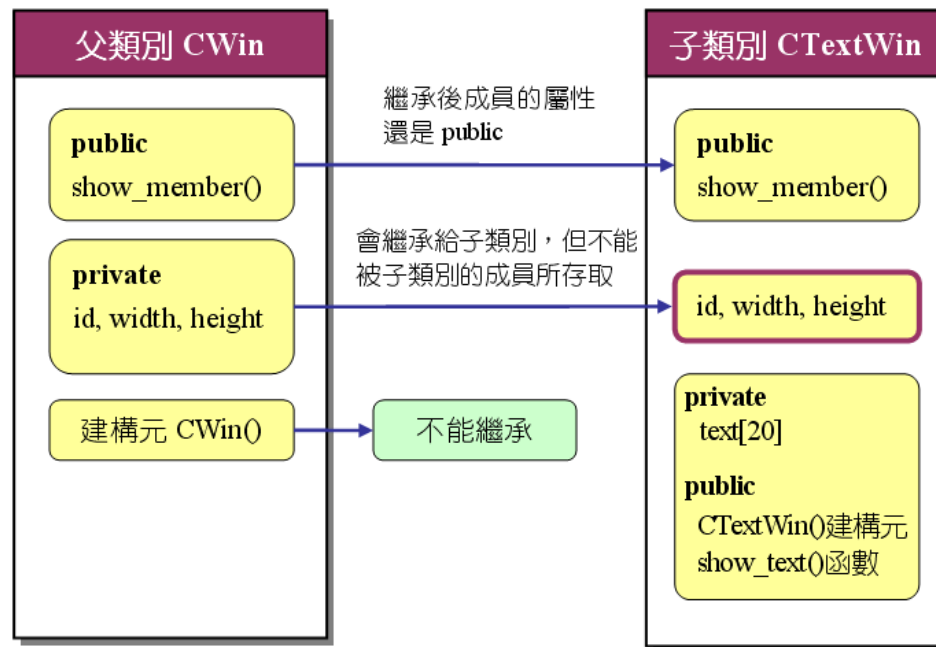 父類別 CWin
public
show_member()
private
id, width, height
建構元 CWin()
繼承後成員的屬性
還是 public
會繼承給子類別，但不能
被子類別的成員所存取
不能繼承
子類別 CTextWin
public
show_member()
id, width, height
private
text[20]
public
CTextWin()建構元
show_text()函數